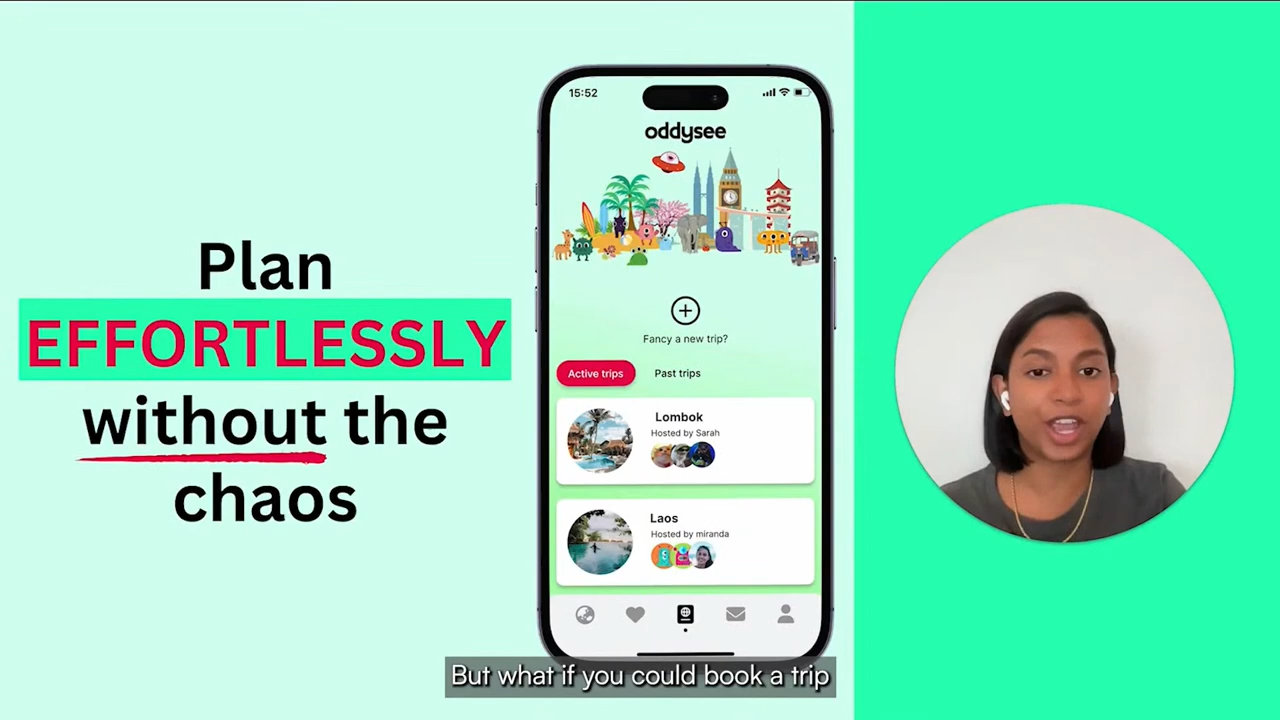 Plan
EFFORTLESSLY
without the
chaos
15:52
oddysee
Fancy a new trip?
Active trips
Past trips
Lombok
Hosted by Sarah
Laos
Hosted by miranda
But what if you could book a trip